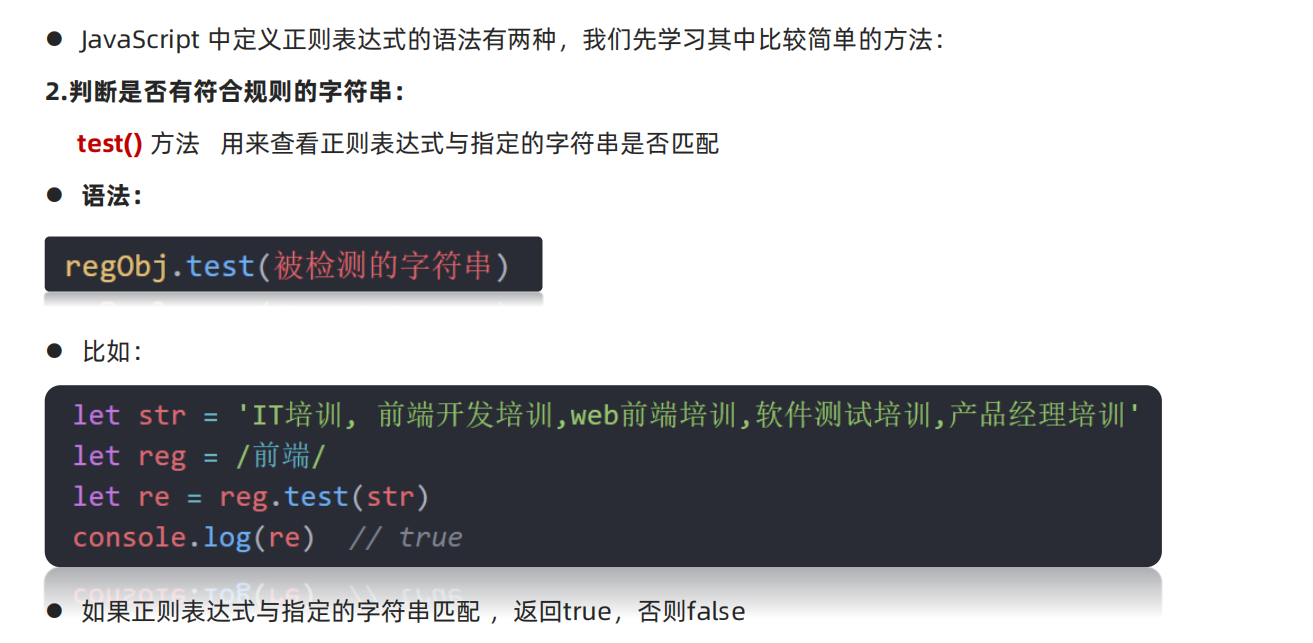 ● JavaScript 中定义正则表达式的语法有两种，我们先学习其中比较简单的方法：
2.判断是否有符合规则的字符串：
test() 方法 用来查看正则表达式与指定的字符串是否匹配
● 语法：
regObj.test(被检测的字符串)
● 比如：
let str = 'IT培训, 前端开发培训,web前端培训,软件测试培训,产品经理培训'
let reg = /前端/
let re = reg.test(str)
console.log(re) // true
● 如果正则表达式与指定的字符串匹配 ，返回true，否则false